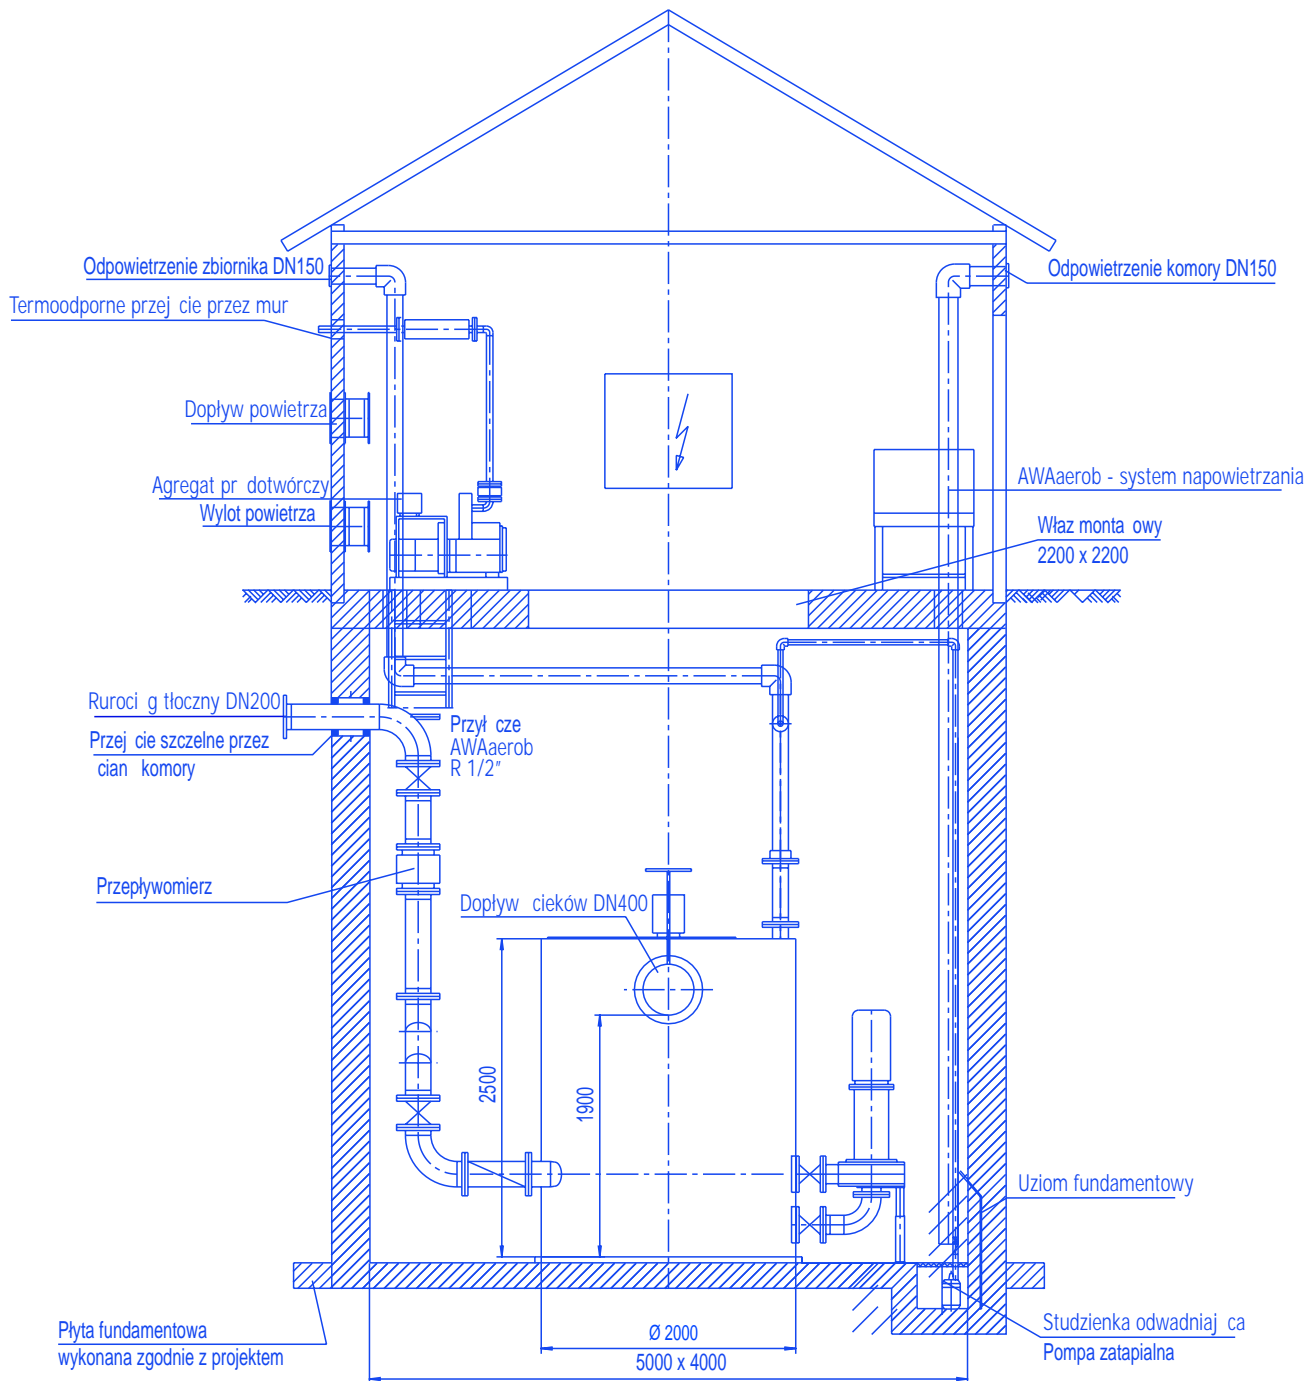 Odpowietrzenie zbiornika DN150
Odpowietrzenie komory DN150
Termoodporne przej cie przez mur
Dopływ powietrza
Agregat pr dotwórczy
AWAaerob - system napowietrzania
Wylot powietrza
Właz monta owy
2200 x 2200
Ruroci g tłoczny DN200
Przej cie szczelne przez
cian komory
Przył cze
AWAaerob
R 1/2"
Przepływomierz
Dopływ cieków DN400
2500
1900
Uziom fundamentowy
Płyta fundamentowa
wykonana zgodnie z projektem
Ø 2000
5000 x 4000
Studzienka odwadniaj ca
Pompa zatapialna